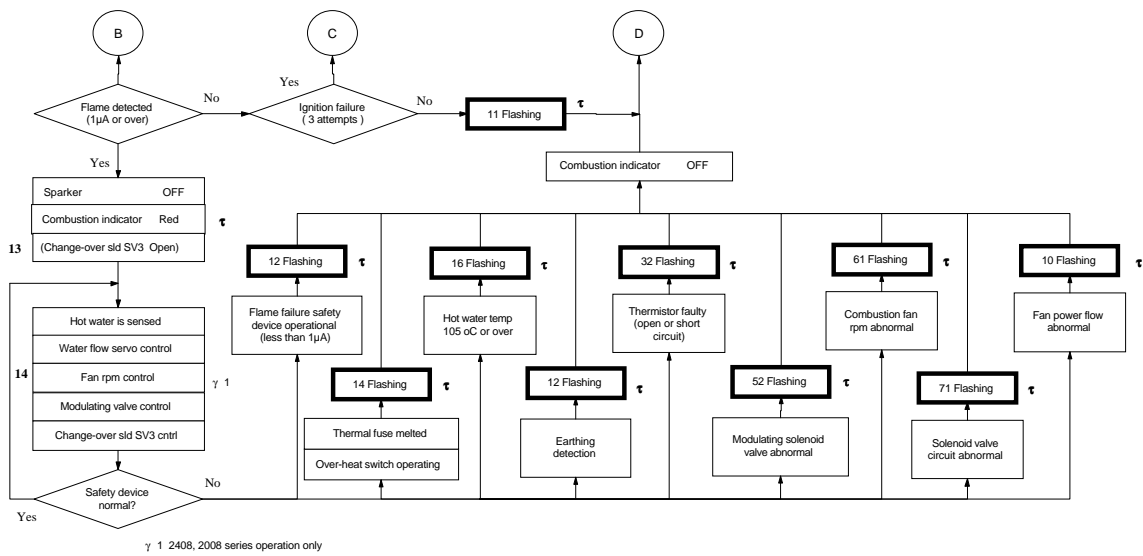 B
C
D
Flame detected
(1µA or over)
No
Yes
Ignition failure
( 3 attempts )
No
11 Flashing
τ
Combustion indicator OFF
Yes
Sparker OFF
Combustion indicator Red
τ
13
(Change-over sld SV3 Open)
12 Flashing
τ
16 Flashing
τ
32 Flashing
τ
61 Flashing
τ
10 Flashing
τ
Flame failure safety
device operational
(less than 1µA)
Hot water temp
105 oC or over
Thermistor faulty
(open or short
circuit)
Combustion fan
rpm abnormal
Fan power flow
abnormal
Hot water is sensed
Water flow servo control
14
Fan rpm control
γ 1
Modulating valve control
Change-over sld SV3 cntrl
14 Flashing
τ
12 Flashing
τ
52 Flashing
τ
71 Flashing
τ
Thermal fuse melted
Over-heat switch operating
Earthing
detection
Modulating solenoid
valve abnormal
Solenoid valve
circuit abnormal
Safety device
normal?
No
Yes
γ 1 2408, 2008 series operation only